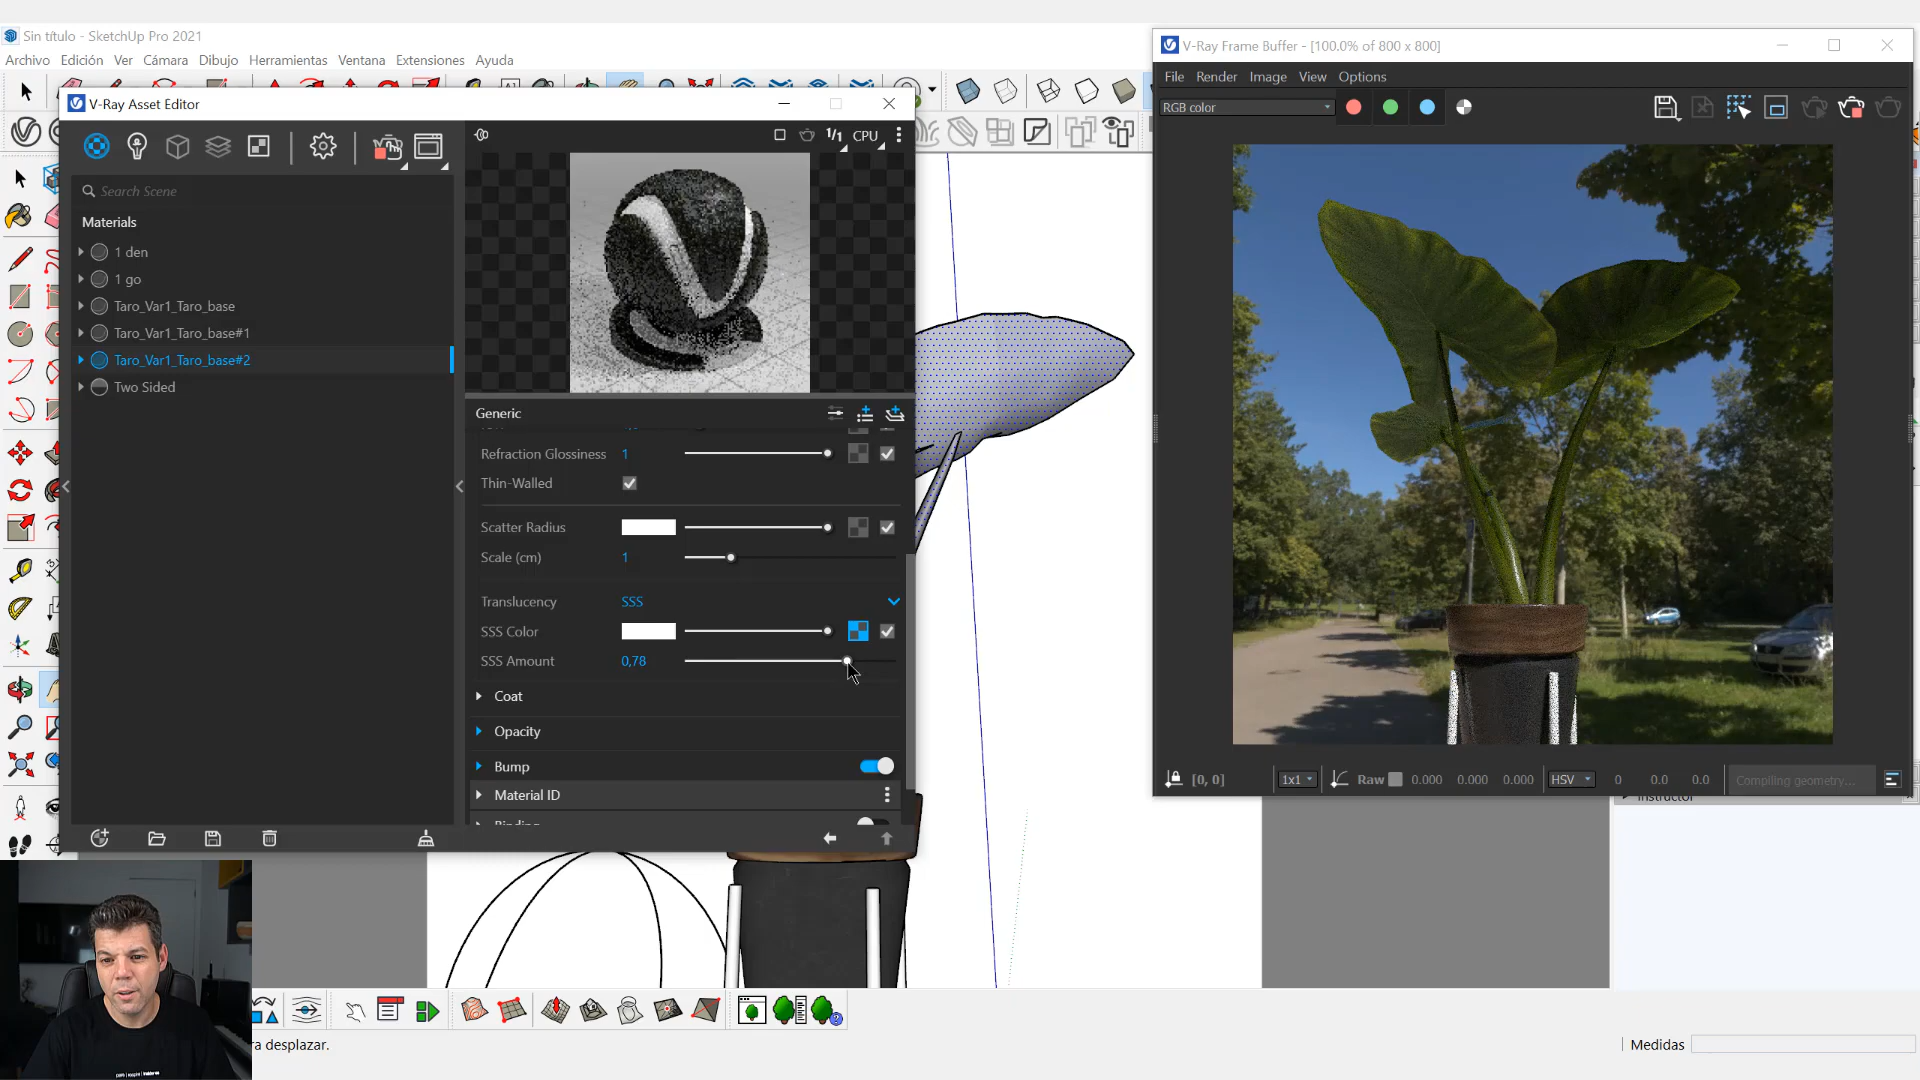 Sin título - SketchUp Pro 2021
Archivo Edición Ver Cámara Dibujo Herramientas Ventana Extensiones Ayuda
V-Ray Asset Editor
1/1 CPU
Search Scene
Materials
1 den
1 go
Taro_Var1_Taro_base
Taro_Var1_Taro_base#1
Taro_Var1_Taro_base#2
Two Sided
Generic
Refraction Glossiness 1
Thin-Walled
Scatter Radius
Scale (cm) 1
Translucency SSS
SSS Color
SSS Amount 0,78
Coat
Opacity
Bump
Material ID
V-Ray Frame Buffer - [100.0% of 800 x 800]
File Render Image View Options
RGB color
[0, 0] 1x1 Raw 0.000 0.000 0.000 HSV 0 0.0 0.0 Compiling geometry...
Instructor
ra desplazar.
Medidas